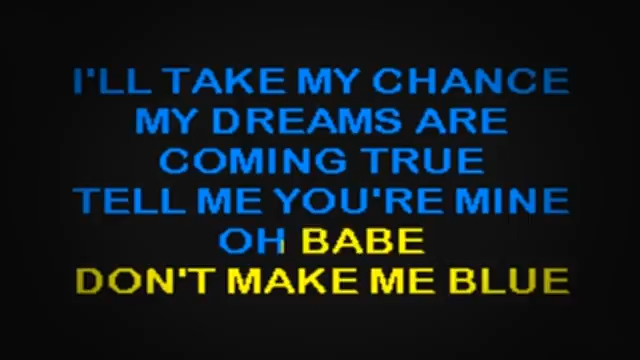 I'LL TAKE MY CHANCE
MY DREAMS ARE
COMING TRUE
TELL ME YOU'RE MINE
OH BABE
DON'T MAKE ME BLUE